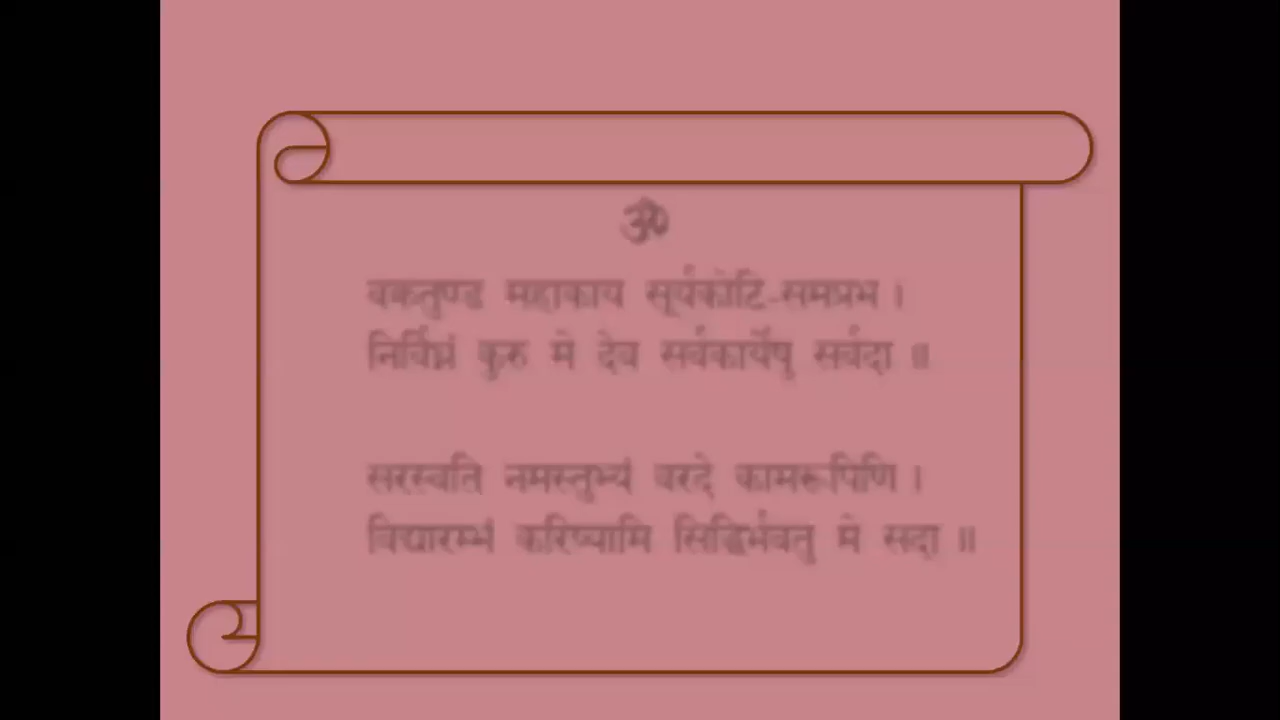 ॐ
वक्रतुण्ड महाकाय सूर्यकोटि-समप्रभ ।
निर्विघ्नं कुरु मे देव सर्वकार्येषु सर्वदा ॥
सरस्वति नमस्तुभ्यं वरदे कामरूपिणि ।
विद्यारम्भं करिष्यामि सिद्धिर्भवतु मे सदा ॥